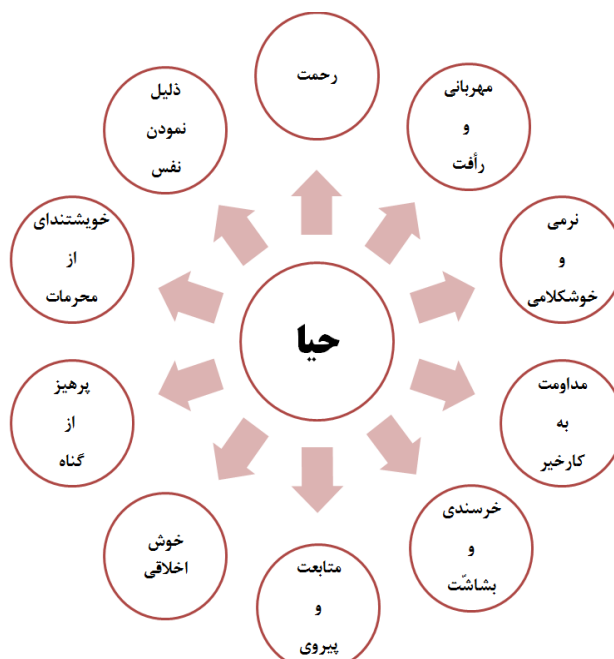 رحمت
مهربانی
و
رأفت
نرمی
و
خوشکلامی
مداومت
به
کارخیر
خرسندی
و
بشاشّت
متابعت
و
پیروی
خوش
اخلاقی
پرهیز
از
گناه
خویشتندای
از
محرمات
ذلیل
نمودن
نفس
حیا